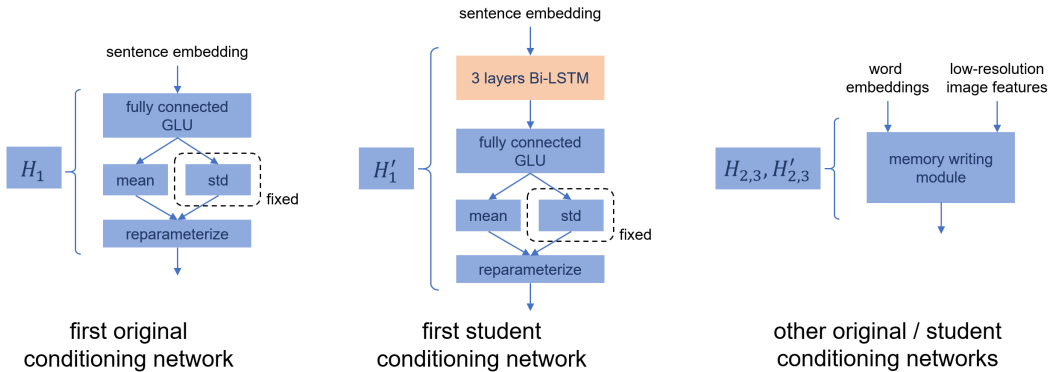 sentence embedding
fully connected
GLU
H₁
mean
std
fixed
reparameterize
first original
conditioning network
sentence embedding
3 layers Bi-LSTM
fully connected
GLU
H′₁
mean
std
fixed
reparameterize
first student
conditioning network
word
embeddings
low-resolution
image features
H₂,₃, H′₂,₃
memory writing
module
other original / student
conditioning networks